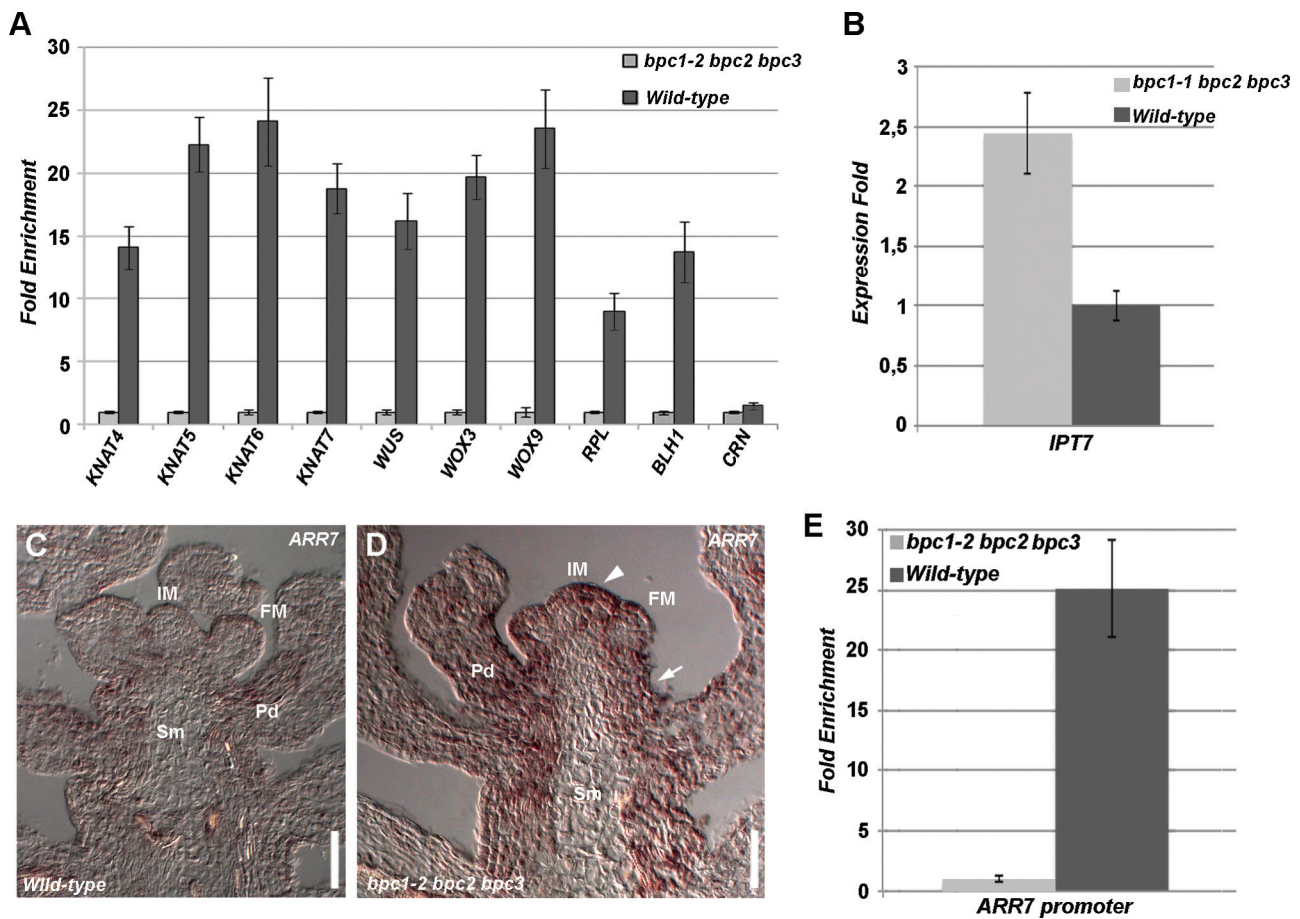 A
30
25
20
15
10
5
0
Fold Enrichment
bpc1-2 bpc2 bpc3
Wild-type
KNAT4
KNAT5
KNAT6
KNAT7
WUS
WOX3
WOX9
RPL
BLH1
CRN
B
3
2,5
2
1,5
1
0,5
0
Expression Fold
bpc1-1 bpc2 bpc3
Wild-type
IPT7
C
ARR7
IM
FM
Pd
Sm
Wild-type
D
ARR7
IM
FM
Pd
Sm
bpc1-2 bpc2 bpc3
E
30
25
20
15
10
5
0
Fold Enrichment
bpc1-2 bpc2 bpc3
Wild-type
ARR7 promoter